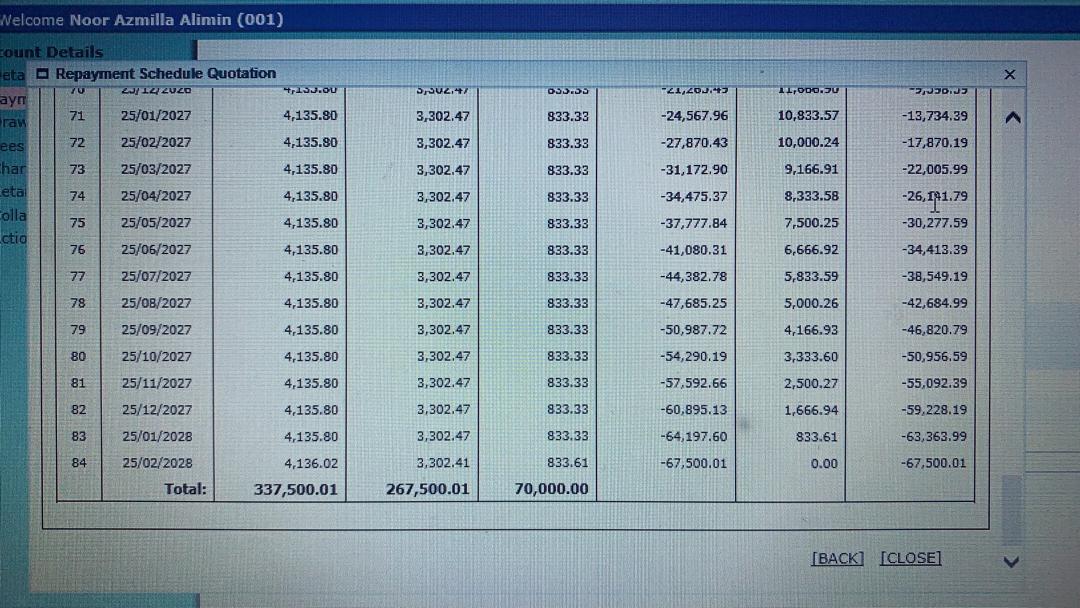 Welcome Noor Azmilla Alimin (001)
count Details
Repayment Schedule Quotation
70 25/12/2026 4,135.80 3,302.47 833.33 -21,265.49 11,666.90 -9,598.59
71 25/01/2027 4,135.80 3,302.47 833.33 -24,567.96 10,833.57 -13,734.39
72 25/02/2027 4,135.80 3,302.47 833.33 -27,870.43 10,000.24 -17,870.19
73 25/03/2027 4,135.80 3,302.47 833.33 -31,172.90 9,166.91 -22,005.99
74 25/04/2027 4,135.80 3,302.47 833.33 -34,475.37 8,333.58 -26,141.79
75 25/05/2027 4,135.80 3,302.47 833.33 -37,777.84 7,500.25 -30,277.59
76 25/06/2027 4,135.80 3,302.47 833.33 -41,080.31 6,666.92 -34,413.39
77 25/07/2027 4,135.80 3,302.47 833.33 -44,382.78 5,833.59 -38,549.19
78 25/08/2027 4,135.80 3,302.47 833.33 -47,685.25 5,000.26 -42,684.99
79 25/09/2027 4,135.80 3,302.47 833.33 -50,987.72 4,166.93 -46,820.79
80 25/10/2027 4,135.80 3,302.47 833.33 -54,290.19 3,333.60 -50,956.59
81 25/11/2027 4,135.80 3,302.47 833.33 -57,592.66 2,500.27 -55,092.39
82 25/12/2027 4,135.80 3,302.47 833.33 -60,895.13 1,666.94 -59,228.19
83 25/01/2028 4,135.80 3,302.47 833.33 -64,197.60 833.61 -63,363.99
84 25/02/2028 4,136.02 3,302.41 833.61 -67,500.01 0.00 -67,500.01
Total: 337,500.01 267,500.01 70,000.00
[BACK] [CLOSE]